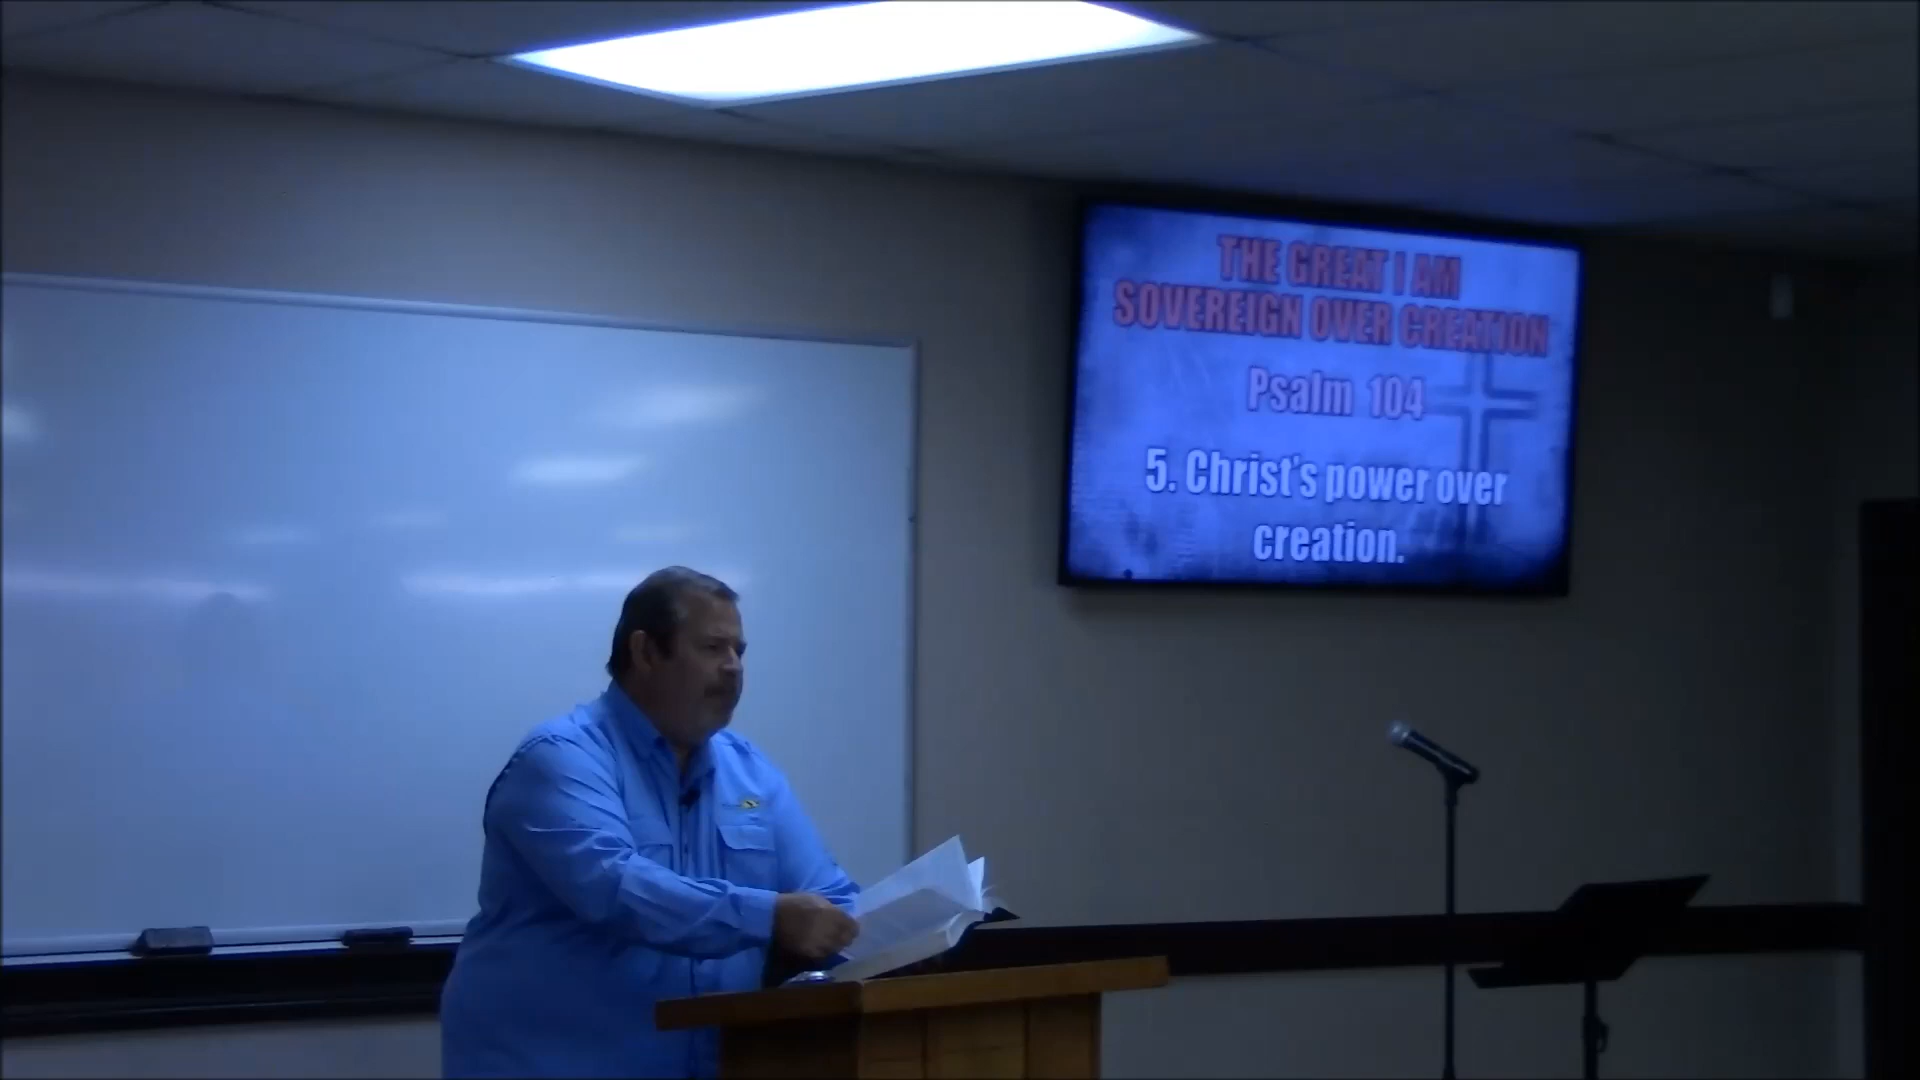 THE GREAT I AM
SOVEREIGN OVER CREATION
Psalm 104
5. Christ's power over
creation.